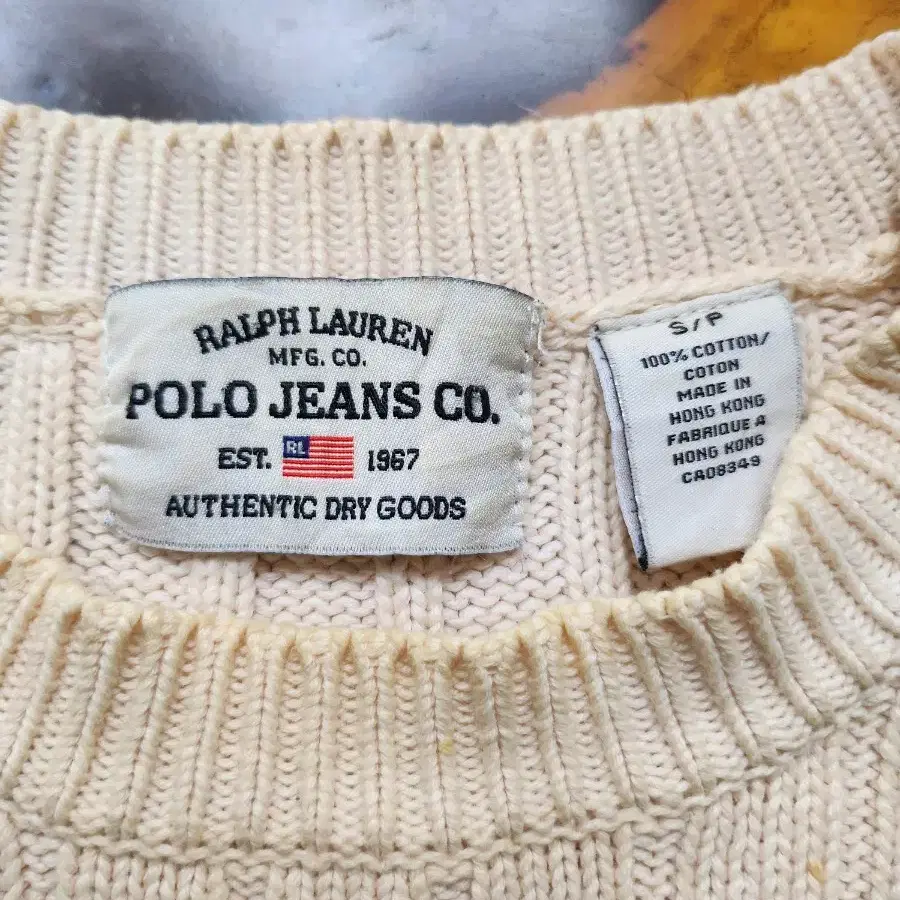 RALPH LAUREN
MFG. CO.
POLO JEANS CO.
EST. RL 1967
AUTHENTIC DRY GOODS
S/P
100% COTTON/
COTON
MADE IN
HONG KONG
FABRIQUE A
HONG KONG
CA08349